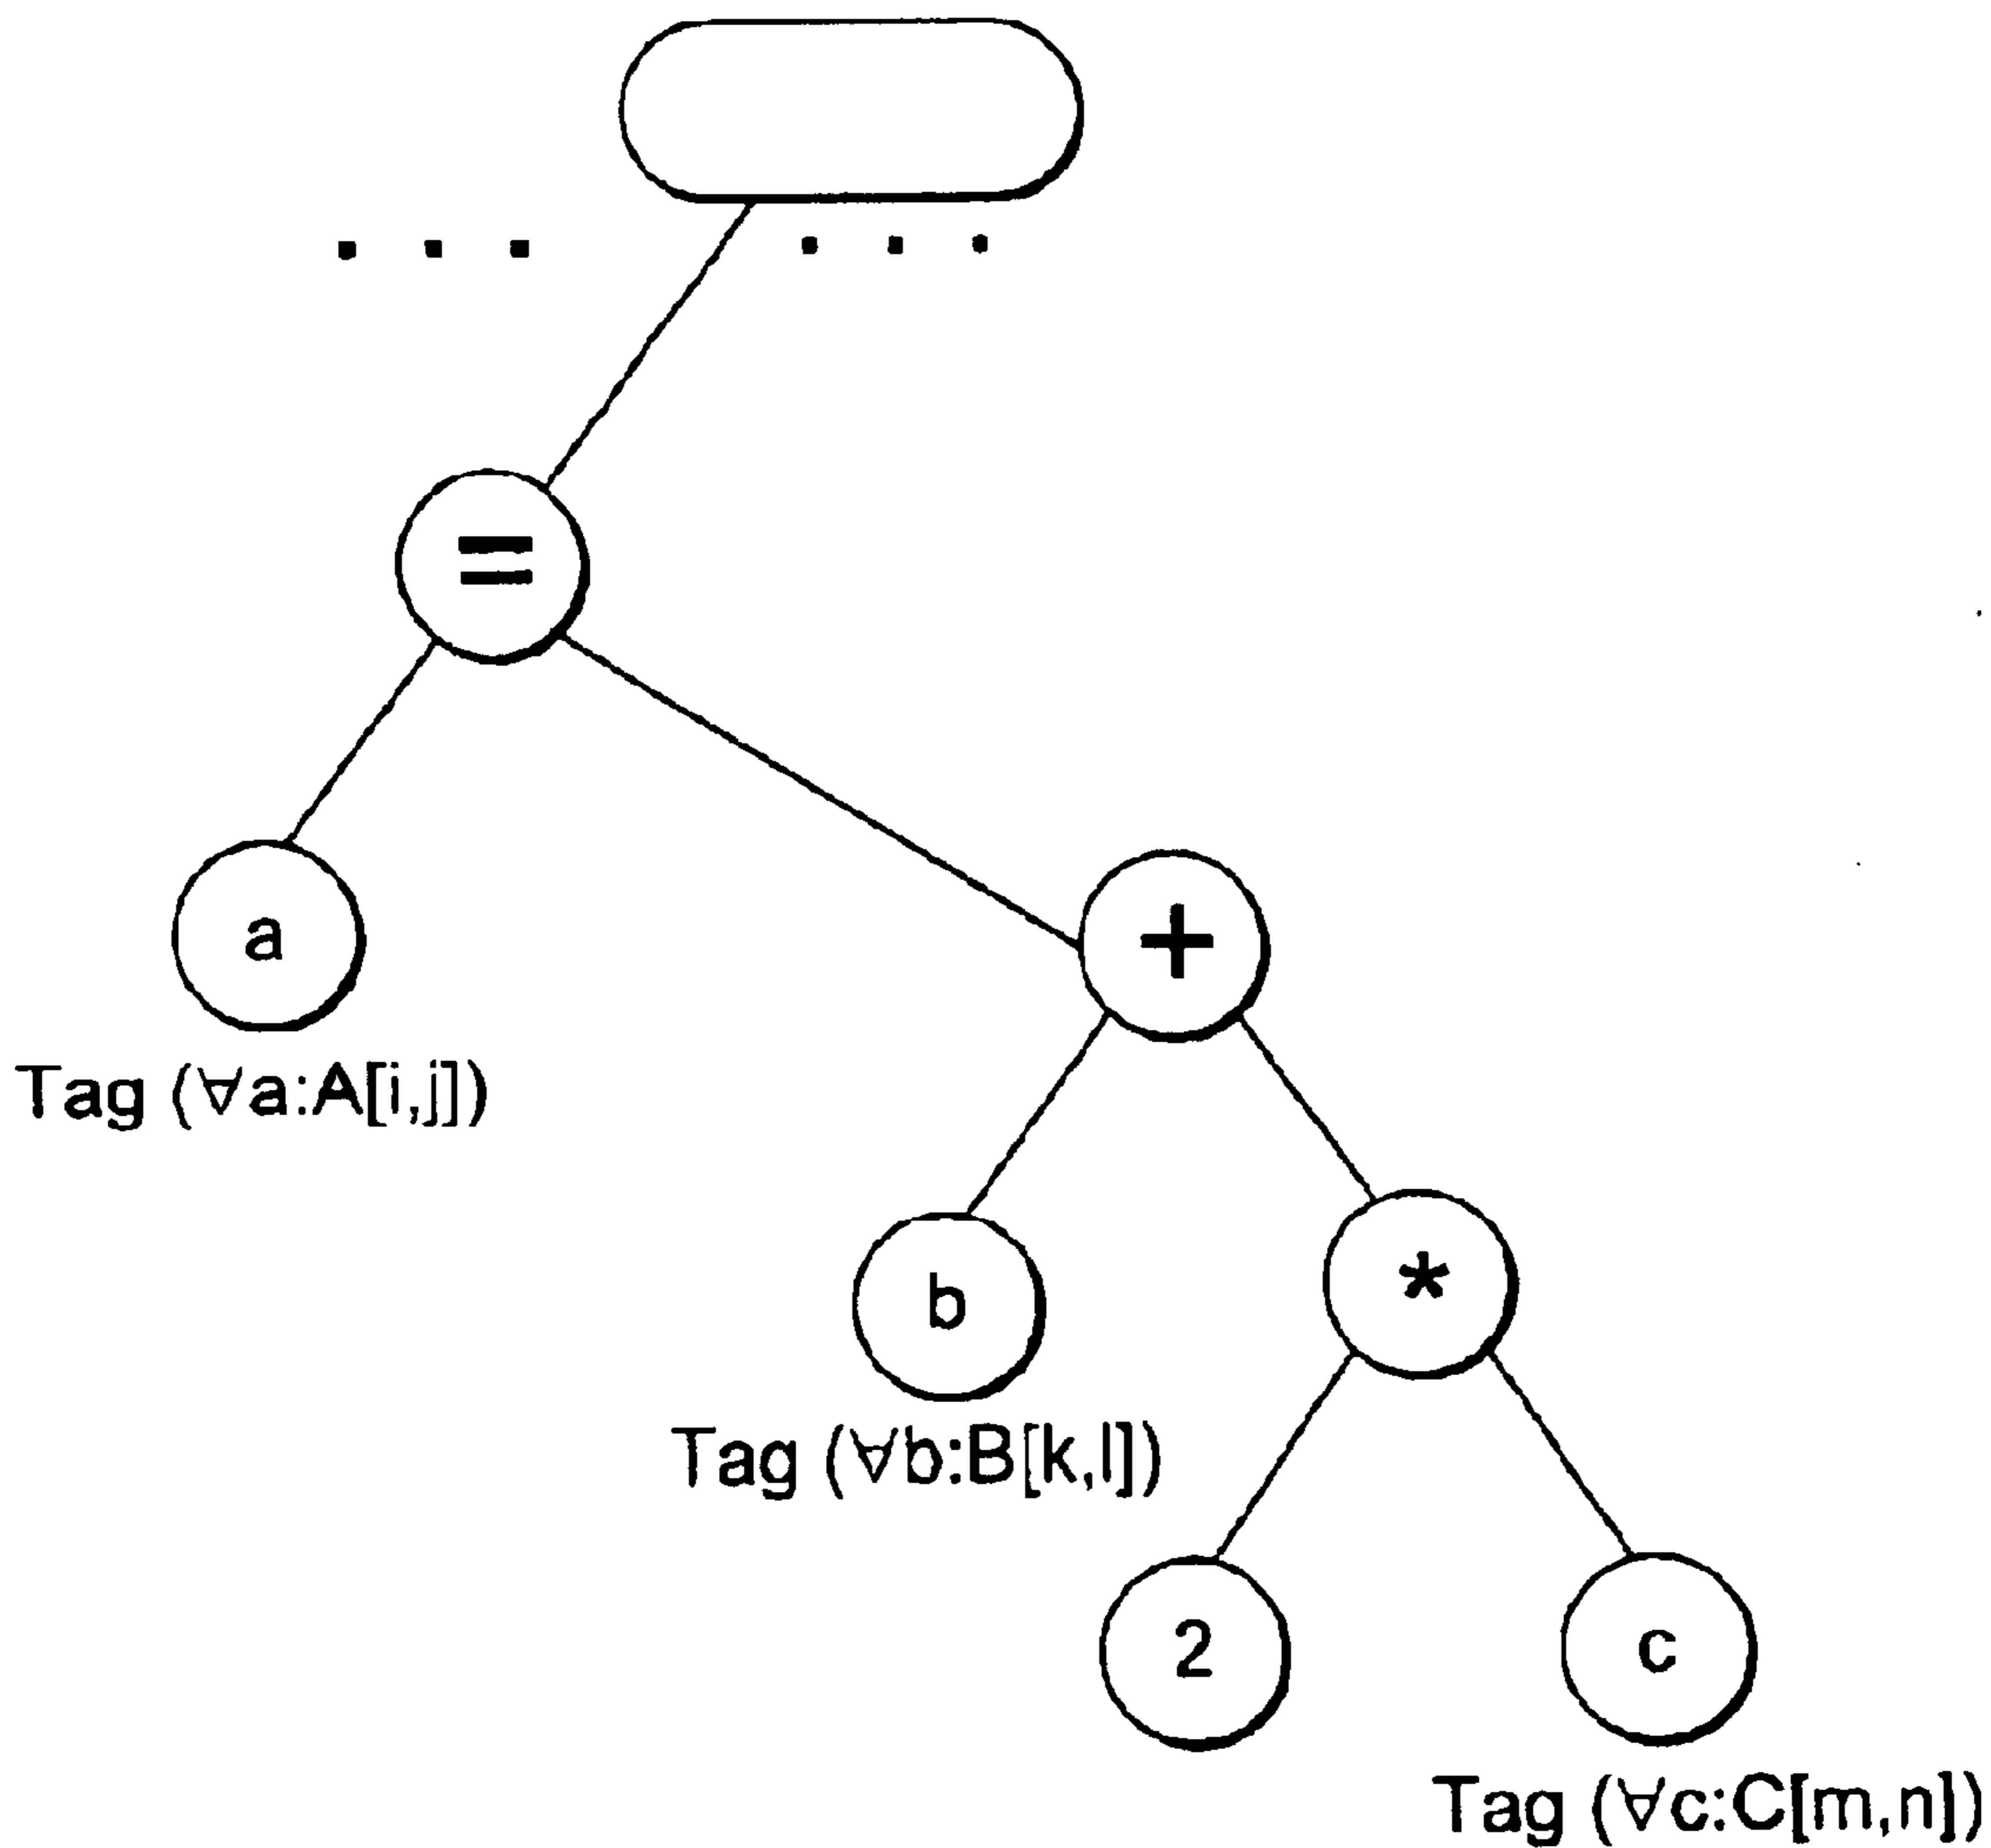 . . . . . .
=
a
+
Tag (∀a:A[i,j])
b
*
Tag (∀b:B[k,l])
2
c
Tag (∀c:C[m,n])